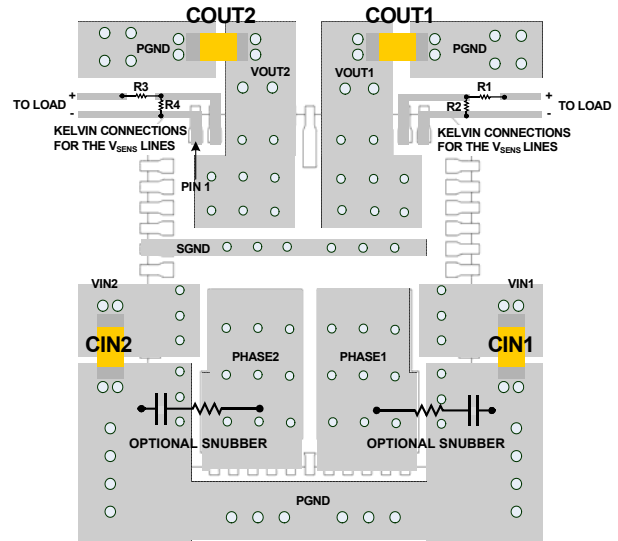 COUT2 COUT1
PGND PGND
VOUT2 VOUT1
R3 R1
+ +
R4 R2
TO LOAD TO LOAD
- -
KELVIN CONNECTIONS
FOR THE VSENS LINES
KELVIN CONNECTIONS
FOR THE VSENS LINES
PIN 1
SGND
VIN2 VIN1
CIN2 PHASE2 PHASE1 CIN1
OPTIONAL SNUBBER OPTIONAL SNUBBER
PGND